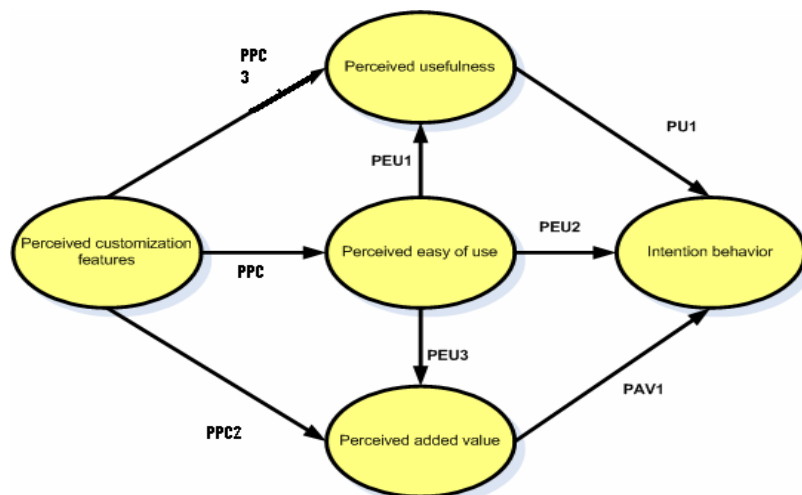 PPC
3
Perceived usefulness
PU1
PEU1
Perceived customization
features
PPC
Perceived easy of use
PEU2
Intention behavior
PEU3
PPC2
Perceived added value
PAV1